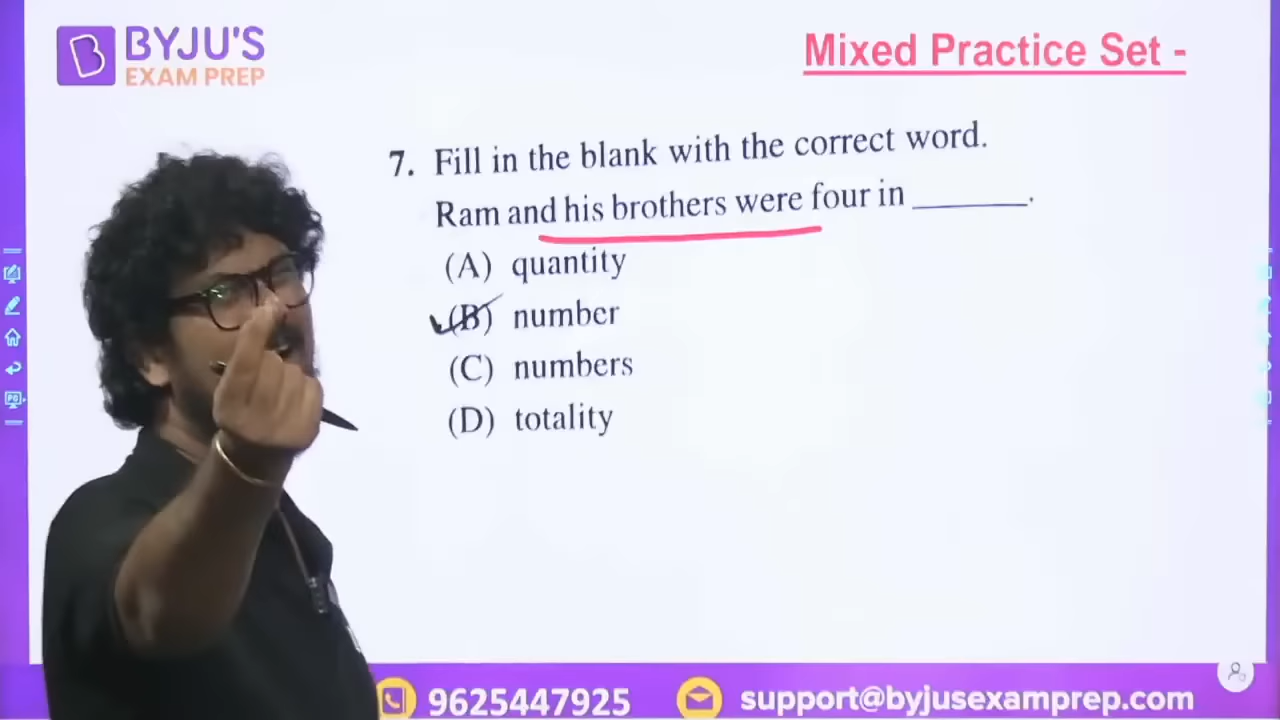 BYJU'S
EXAM PREP
Mixed Practice Set -
7. Fill in the blank with the correct word.
Ram and his brothers were four in _______.
(A) quantity
(B) number
(C) numbers
(D) totality
9625447925
support@byjusexamprep.com